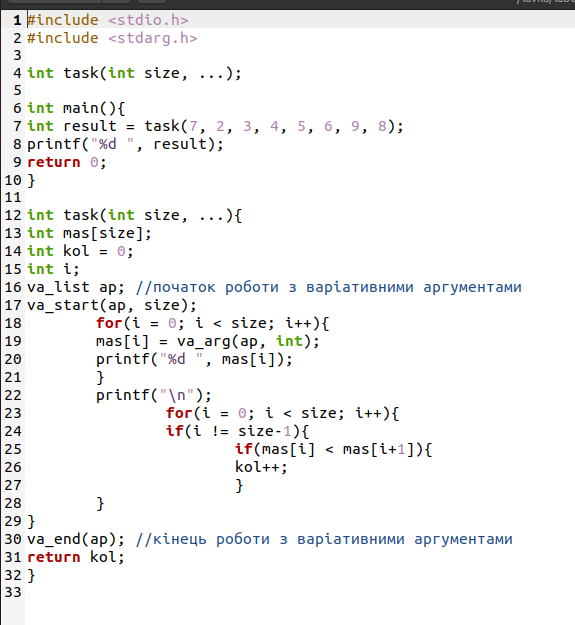 1 #include <stdio.h>
2 #include <stdarg.h>
3
4 int task(int size, ...);
5
6 int main(){
7 int result = task(7, 2, 3, 4, 5, 6, 9, 8);
8 printf("%d ", result);
9 return 0;
10 }
11
12 int task(int size, ...){
13 int mas[size];
14 int kol = 0;
15 int i;
16 va_list ap; //початок роботи з варіативними аргументами
17 va_start(ap, size);
18         for(i = 0; i < size; i++){
19         mas[i] = va_arg(ap, int);
20         printf("%d ", mas[i]);
21         }
22         printf("\n");
23                 for(i = 0; i < size; i++){
24                 if(i != size-1){
25                         if(mas[i] < mas[i+1]){
26                         kol++;
27                         }
28         }
29 }
30 va_end(ap); //кінець роботи з варіативними аргументами
31 return kol;
32 }
33